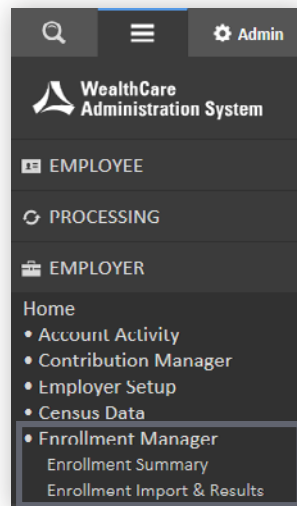 Admin
WealthCare
Administration System
EMPLOYEE
PROCESSING
EMPLOYER
Home
• Account Activity
• Contribution Manager
• Employer Setup
• Census Data
• Enrollment Manager
Enrollment Summary
Enrollment Import & Results